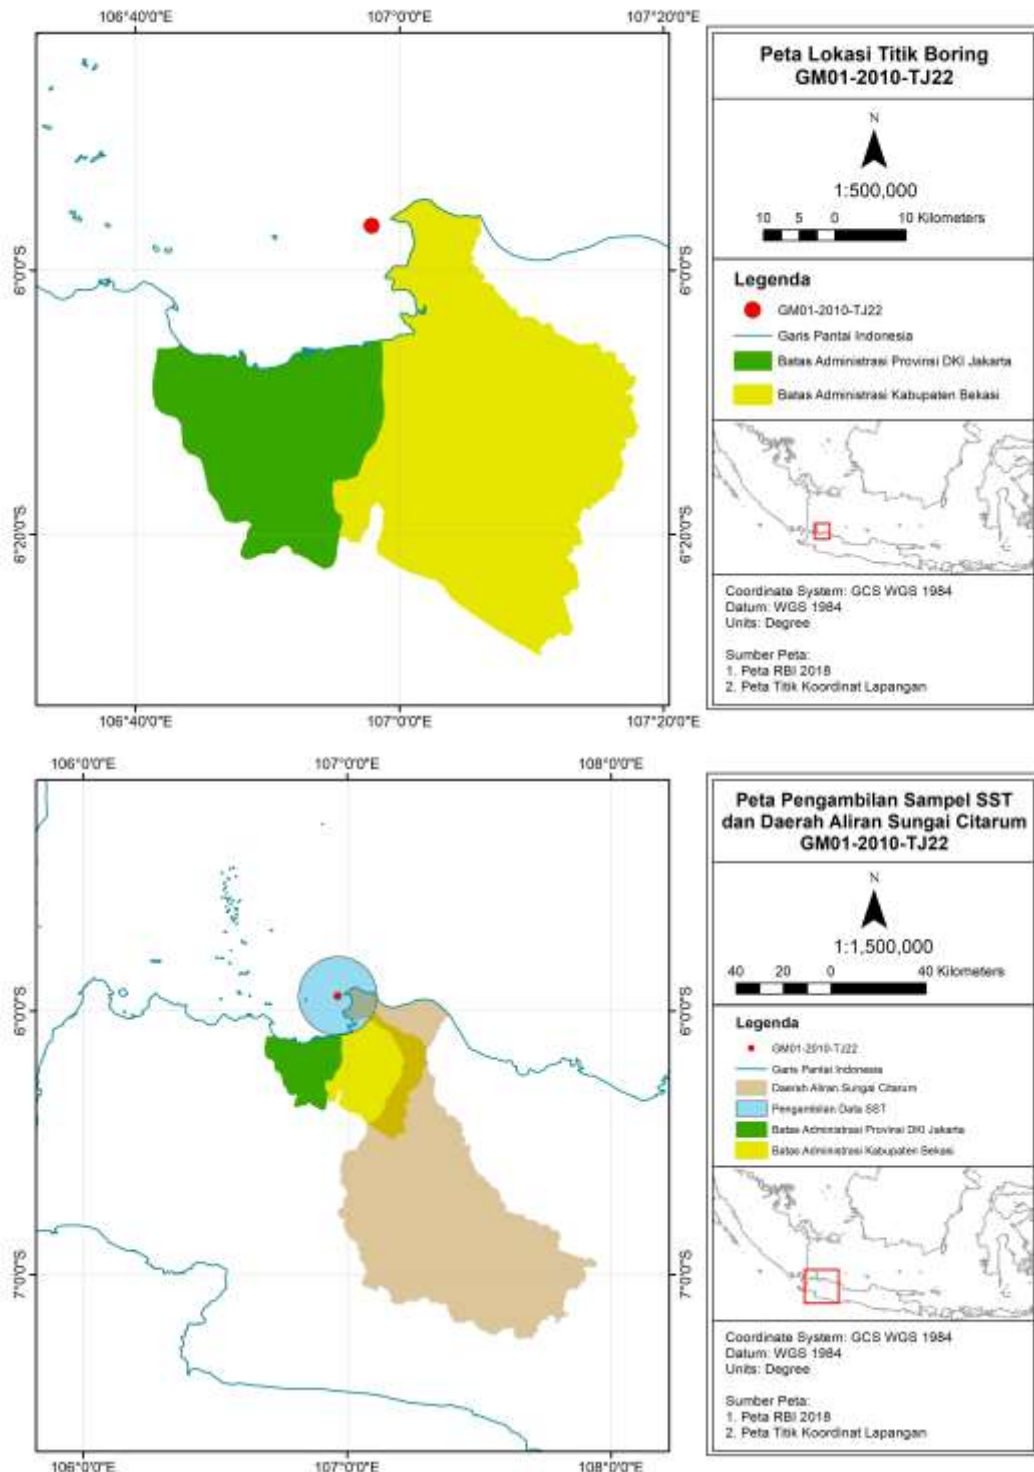 106°40'0"E 107°0'0"E 107°20'0"E
6°0'0"S 6°0'0"S
6°20'0"S 6°20'0"S
106°40'0"E 107°0'0"E 107°20'0"E
Peta Lokasi Titik Boring
GM01-2010-TJ22
N
1:500,000
10 5 0 10 Kilometers
Legenda
GM01-2010-TJ22
Garis Pantai Indonesia
Batas Administrasi Provinsi DKI Jakarta
Batas Administrasi Kabupaten Bekasi
Coordinate System: GCS WGS 1984
Datum: WGS 1984
Units: Degree
Sumber Peta:
1. Peta RBI 2018
2. Peta Titik Koordinat Lapangan
106°0'0"E 107°0'0"E 108°0'0"E
6°0'0"S 6°0'0"S
7°0'0"S 7°0'0"S
106°0'0"E 107°0'0"E 108°0'0"E
Peta Pengambilan Sampel SST
dan Daerah Aliran Sungai Citarum
GM01-2010-TJ22
N
1:1,500,000
40 20 0 40 Kilometers
Legenda
GM01-2010-TJ22
Garis Pantai Indonesia
Daerah Aliran Sungai Citarum
Pengambilan Data SST
Batas Administrasi Provinsi DKI Jakarta
Batas Administrasi Kabupaten Bekasi
Coordinate System: GCS WGS 1984
Datum: WGS 1984
Units: Degree
Sumber Peta:
1. Peta RBI 2018
2. Peta Titik Koordinat Lapangan